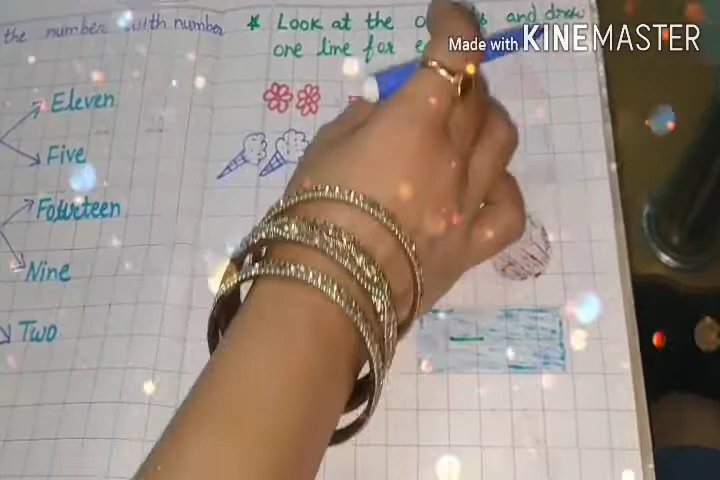 the number with number
Eleven
Five
Fourteen
Nine
Two
* Look at the and draw
one line for
Made with KINEMASTER